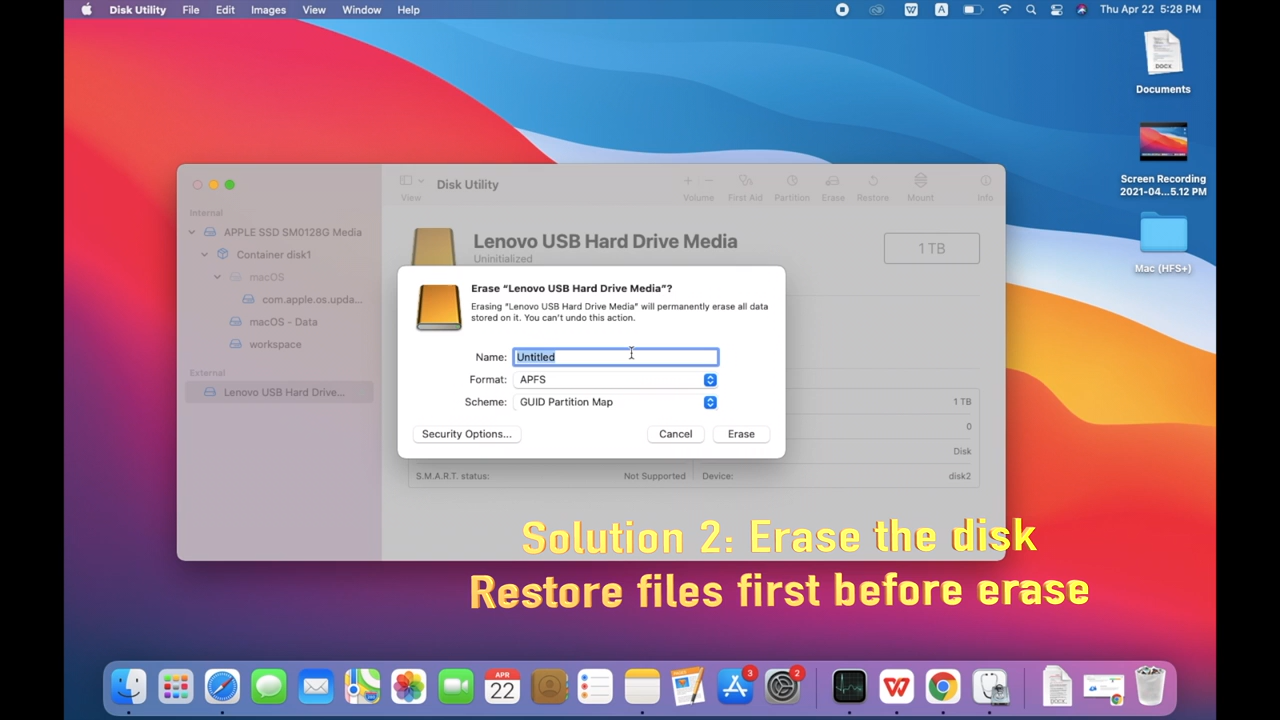 Disk Utility File Edit Images View Window Help
A Thu Apr 22 5:28 PM
DOCX
Documents
Screen Recording
2021-04...5.12 PM
Mac (HFS+)
Disk Utility
View
Volume First Aid Partition Erase Restore Mount Info
Internal
APPLE SSD SM0128G Media
Container disk1
macOS
com.apple.os.upda...
macOS - Data
workspace
External
Lenovo USB Hard Drive...
Lenovo USB Hard Drive Media
Uninitialized
1 TB
Erase “Lenovo USB Hard Drive Media”?
Erasing “Lenovo USB Hard Drive Media” will permanently erase all data
stored on it. You can’t undo this action.
Name: Untitled
Format: APFS
Scheme: GUID Partition Map
Security Options... Cancel Erase
1 TB
0
Disk
S.M.A.R.T. status: Not Supported Device: disk2
Solution 2: Erase the disk
Restore files first before erase
APR
22
3
2
DOCX